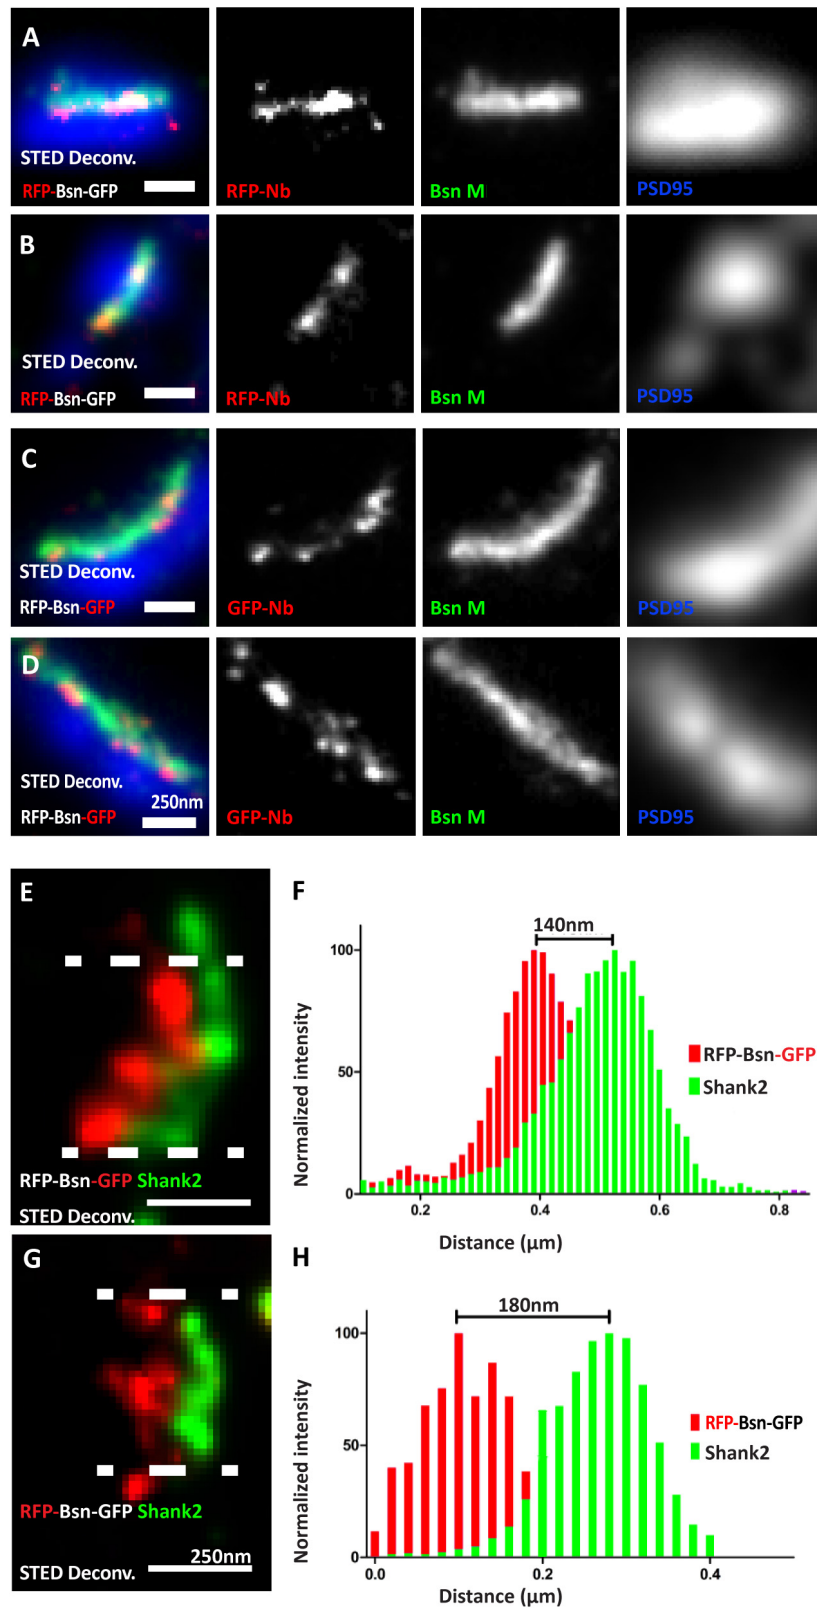 A
STED Deconv.
RFP-Bsn-GFP
RFP-Nb
Bsn M
PSD95
B
STED Deconv.
RFP-Bsn-GFP
RFP-Nb
Bsn M
PSD95
C
STED Deconv.
RFP-Bsn-GFP
GFP-Nb
Bsn M
PSD95
D
STED Deconv.
250nm
RFP-Bsn-GFP
GFP-Nb
Bsn M
PSD95
E
RFP-Bsn-GFP Shank2
STED Deconv.
F
140nm
100
50
0
Normalized intensity
RFP-Bsn-GFP
Shank2
0.2 0.4 0.6 0.8
Distance (µm)
G
RFP-Bsn-GFP Shank2
250nm
STED Deconv.
H
180nm
100
50
0
Normalized intensity
RFP-Bsn-GFP
Shank2
0.0 0.2 0.4
Distance (µm)